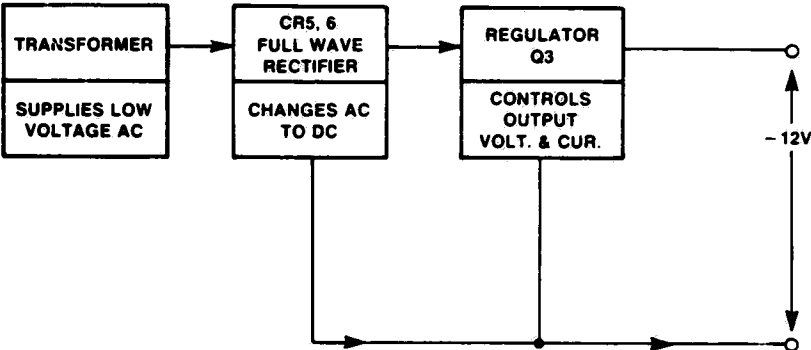 TRANSFORMER
SUPPLIES LOW
VOLTAGE AC
CR5, 6
FULL WAVE
RECTIFIER
CHANGES AC
TO DC
REGULATOR
Q3
CONTROLS
OUTPUT
VOLT. & CUR.
– 12V